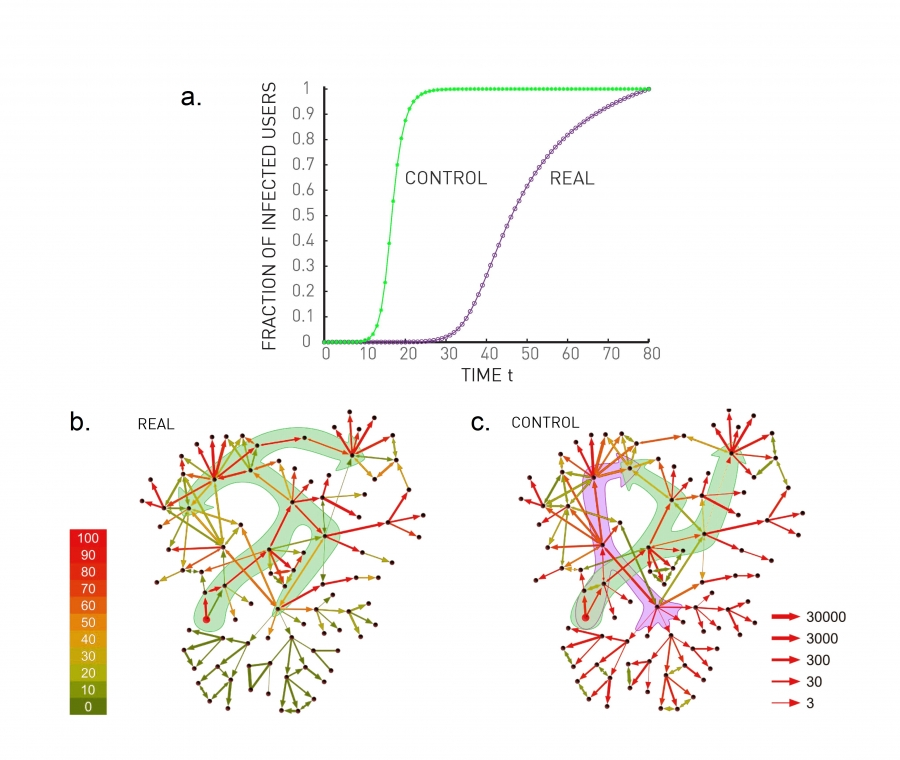 a.
FRACTION OF INFECTED USERS
1
0.9
0.8
0.7
0.6
0.5
0.4
0.3
0.2
0.1
0
CONTROL
REAL
0 10 20 30 40 50 60 70 80
TIME t
b.
REAL
c.
CONTROL
100
90
80
70
60
50
40
30
20
10
0
30000
3000
300
30
3